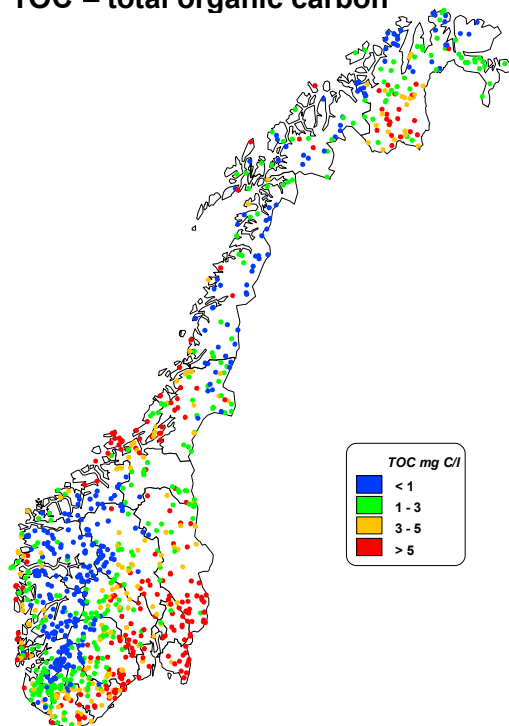 TOC = total organic carbon
TOC mg C/l
< 1
1 - 3
3 - 5
> 5